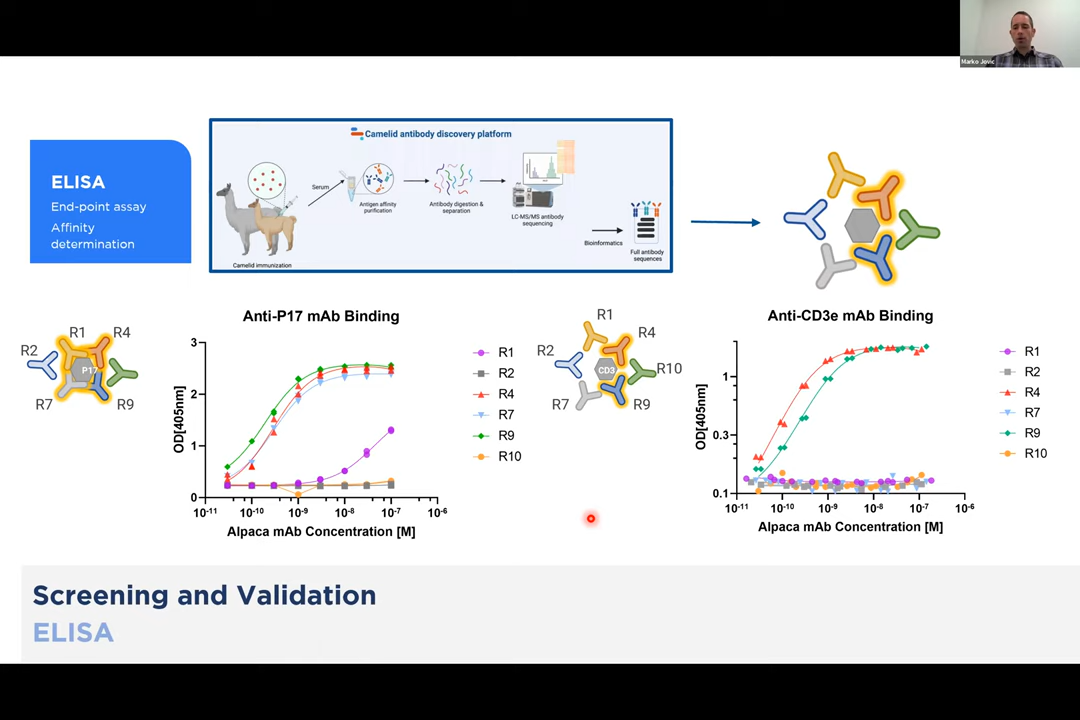 Marko Jovic
ELISA
End-point assay
Affinity
determination
Camelid antibody discovery platform
Serum
Antigen affinity
purification
Antibody digestion &
separation
LC-MS/MS antibody
sequencing
Bioinformatics
Full antibody
sequences
Camelid immunization
R1
R4
R2
P17
R7
R9
Anti-P17 mAb Binding
OD[405nm]
3
2
1
0
10-11
10-10
10-9
10-8
10-7
10-6
Alpaca mAb Concentration [M]
R1
R2
R4
R7
R9
R10
R1
R4
R2
CD3
R10
R7
R9
Anti-CD3e mAb Binding
OD[405nm]
1
0.3
0.1
10-11
10-10
10-9
10-8
10-7
10-6
Alpaca mAb Concentration [M]
R1
R2
R4
R7
R9
R10
Screening and Validation
ELISA